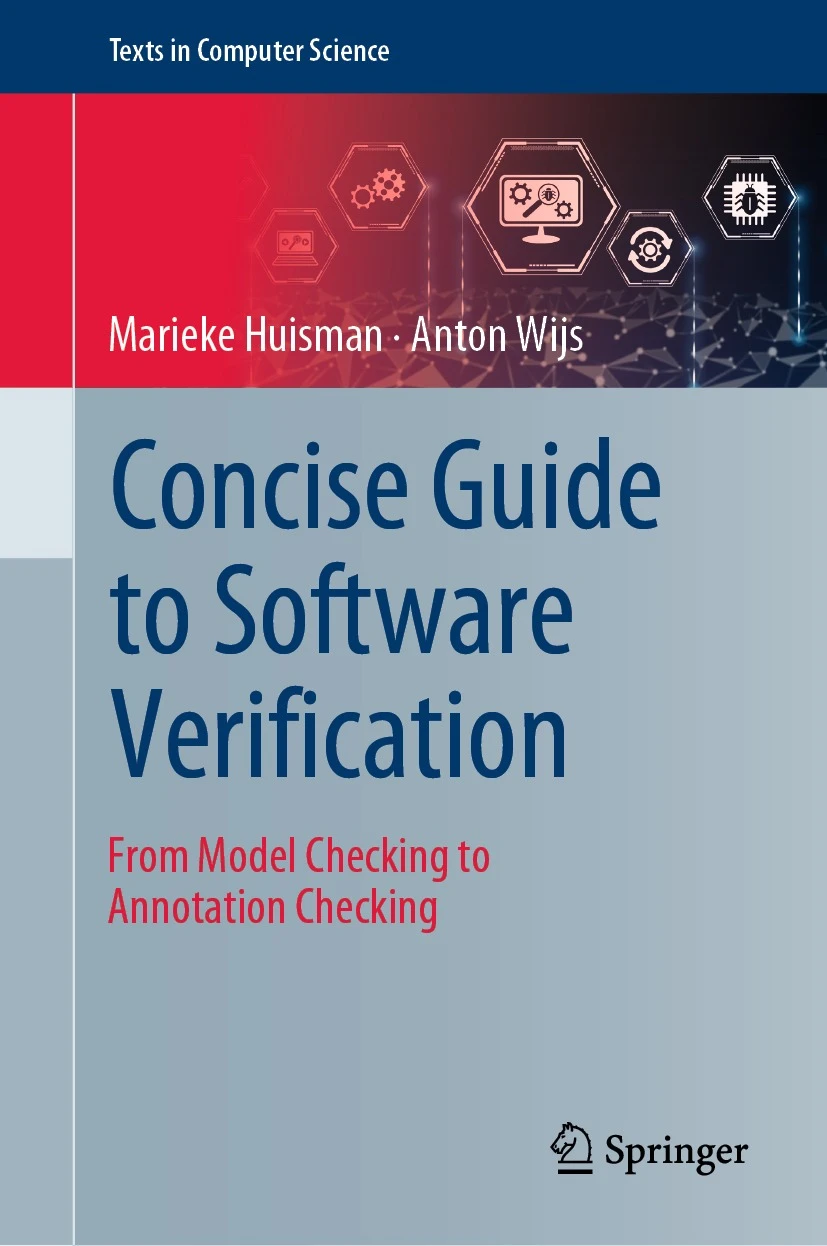 Texts in Computer Science
Marieke Huisman · Anton Wijs
Concise Guide
to Software
Verification
From Model Checking to
Annotation Checking
Springer